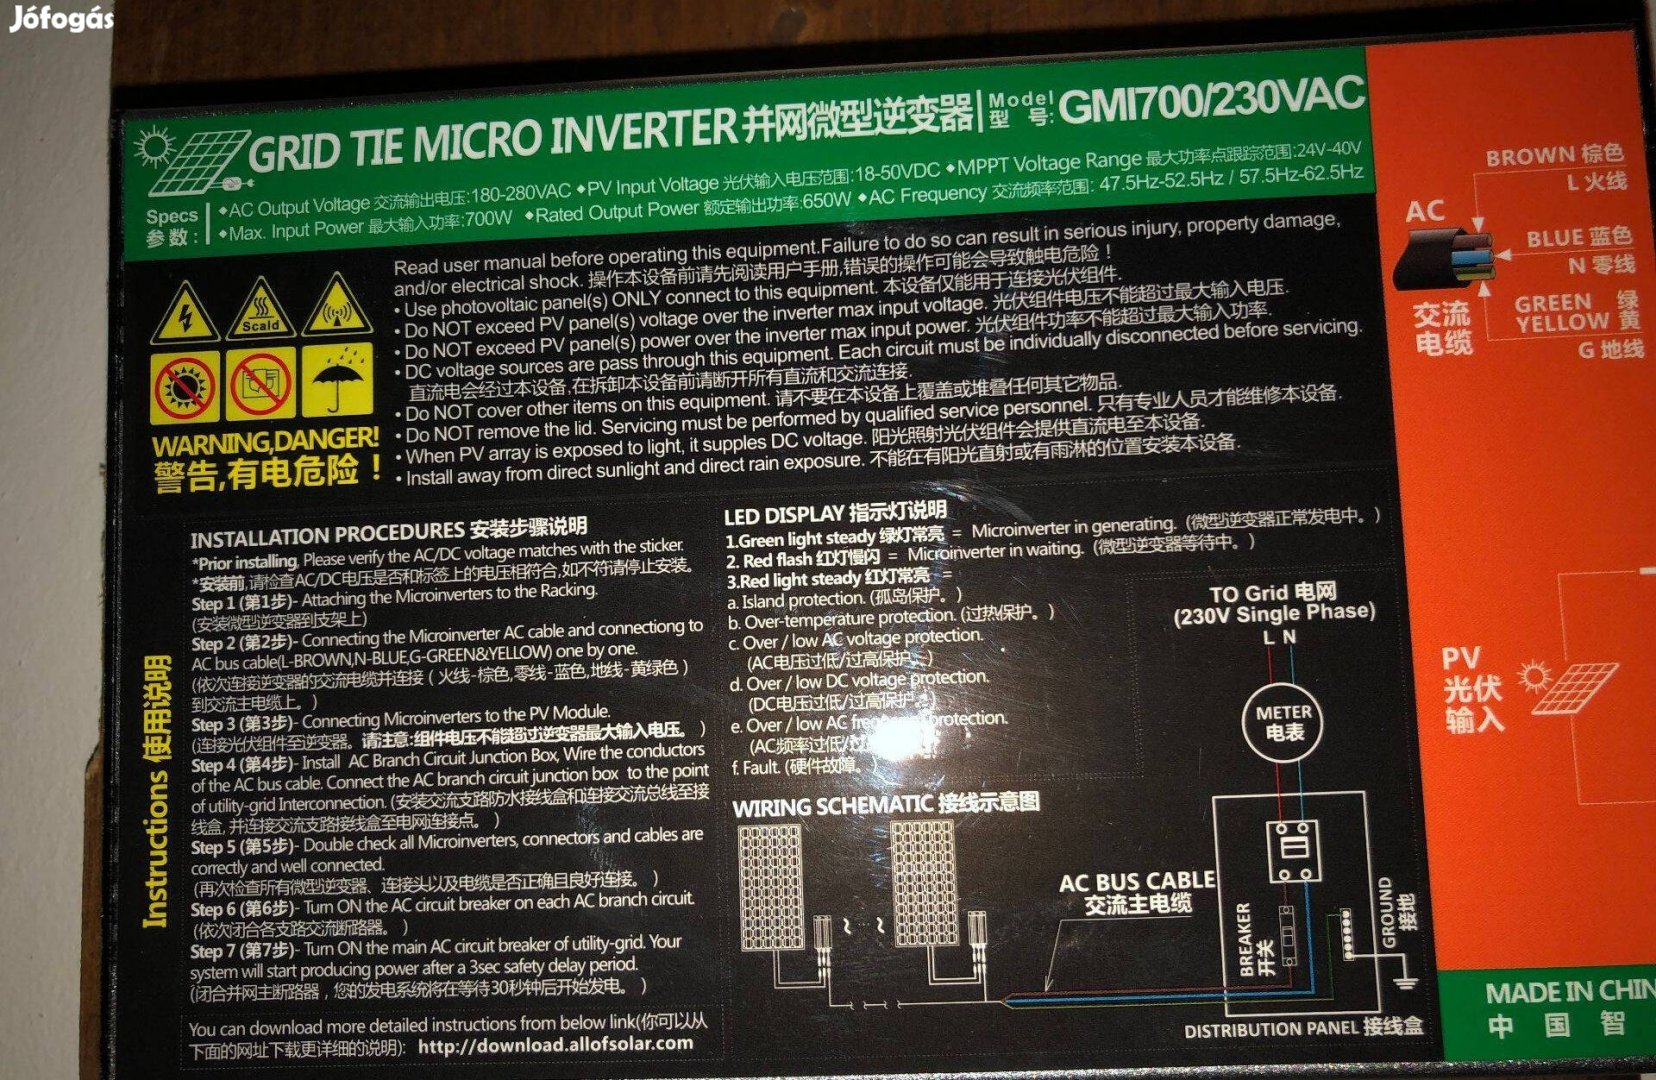 Jófogás
GRID TIE MICRO INVERTER 并网微型逆变器 | Model 型号: GMI700/230VAC
Specs 参数:
◆AC Output Voltage 交流输出电压:180-280VAC ◆PV Input Voltage 光伏输入电压范围:18-50VDC ◆MPPT Voltage Range 最大功率点跟踪范围:24V-40V
◆Max. Input Power 最大输入功率:700W ◆Rated Output Power 额定输出功率:650W ◆AC Frequency 交流频率范围: 47.5Hz-52.5Hz / 57.5Hz-62.5Hz
Scald
WARNING,DANGER!
警告,有电危险！
Read user manual before operating this equipment.Failure to do so can result in serious injury, property damage,
and/or electrical shock. 操作本设备前请先阅读用户手册,错误的操作可能会导致触电危险！
• Use photovoltaic panel(s) ONLY connect to this equipment. 本设备仅能用于连接光伏组件.
• Do NOT exceed PV panel(s) voltage over the inverter max input voltage. 光伏组件电压不能超过最大输入电压.
• Do NOT exceed PV panel(s) power over the inverter max input power. 光伏组件功率不能超过最大输入功率.
• DC voltage sources are pass through this equipment. Each circuit must be individually disconnected before servicing.
直流电会经过本设备,在拆卸本设备前请断开所有直流和交流连接.
• Do NOT cover other items on this equipment. 请不要在本设备上覆盖或堆叠任何其它物品.
• Do NOT remove the lid. Servicing must be performed by qualified service personnel. 只有专业人员才能维修本设备.
• When PV array is exposed to light, it supples DC voltage. 阳光照射光伏组件会提供直流电至本设备.
• Install away from direct sunlight and direct rain exposure. 不能在有阳光直射或有雨淋的位置安装本设备.
Instructions 使用说明
INSTALLATION PROCEDURES 安装步骤说明
*Prior installing, Please verify the AC/DC voltage matches with the sticker.
*安装前,请检查AC/DC电压是否和标签上的电压相符合,如不符请停止安装。
Step 1 (第1步)- Attaching the Microinverters to the Racking.
(安装微型逆变器到支架上)
Step 2 (第2步)- Connecting the Microinverter AC cable and connectiong to
AC bus cable(L-BROWN,N-BLUE,G-GREEN&YELLOW) one by one.
(依次连接逆变器的交流电缆并连接（火线-棕色,零线-蓝色,地线-黄绿色）
到交流主电缆上。)
Step 3 (第3步)- Connecting Microinverters to the PV Module.
(连接光伏组件至逆变器。请注意:组件电压不能超过逆变器最大输入电压。)
Step 4 (第4步)- Install AC Branch Circuit Junction Box, Wire the conductors
of the AC bus cable. Connect the AC branch circuit junction box to the point
of utility-grid Interconnection. (安装交流支路防水接线盒和连接交流总线至接
线盒, 并连接交流支路接线盒至电网连接点。)
Step 5 (第5步)- Double check all Microinverters, connectors and cables are
correctly and well connected.
(再次检查所有微型逆变器、连接头以及电缆是否正确且良好连接。)
Step 6 (第6步)- Turn ON the AC circuit breaker on each AC branch circuit.
(依次闭合各支路交流断路器。)
Step 7 (第7步)- Turn ON the main AC circuit breaker of utility-grid. Your
system will start producing power after a 3sec safety delay period.
(闭合并网主断路器，您的发电系统将在等待30秒钟后开始发电。)
You can download more detailed instructions from below link(你可以从
下面的网址下载更详细的说明): http://download.allofsolar.com
LED DISPLAY 指示灯说明
1.Green light steady 绿灯常亮 = Microinverter in generating. (微型逆变器正常发电中。)
2. Red flash 红灯慢闪 = Microinverter in waiting. (微型逆变器等待中。)
3.Red light steady 红灯常亮 =
a. Island protection. (孤岛保护。)
b. Over-temperature protection. (过热保护。)
c. Over / low AC voltage protection.
(AC电压过低/过高保护。)
d. Over / low DC voltage protection.
(DC电压过低/过高保护。)
e. Over / low AC protection.
(AC频率过低/
f. Fault. (硬件故障。
WIRING SCHEMATIC 接线示意图
TO Grid 电网
(230V Single Phase)
L N
METER
电表
AC BUS CABLE
交流主电缆
BREAKER
开关
GROUND
接地
DISTRIBUTION PANEL 接线盒
BROWN 棕色
L 火线
AC
BLUE 蓝色
N 零线
交流
电缆
GREEN 绿
YELLOW 黄
G 地线
PV
光伏
输入
MADE IN CHIN
中 国 智